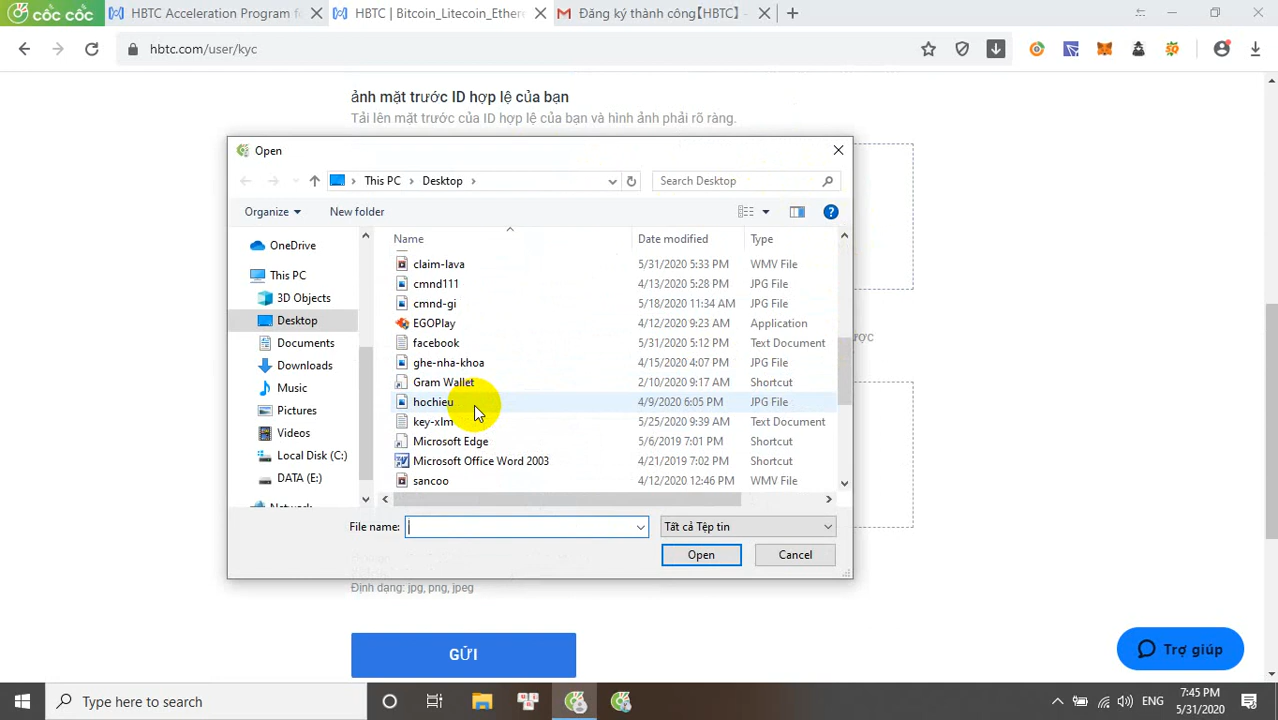 cốc cốc
HBTC Acceleration Program fo
HBTC | Bitcoin_Litecoin_Ethere
Đăng ký thành công【HBTC】 -
hbtc.com/user/kyc
ảnh mặt trước ID hợp lệ của bạn
Tải lên mặt trước của ID hợp lệ của bạn và hình ảnh phải rõ ràng.
Open
This PC
Desktop
Search Desktop
Organize
New folder
OneDrive
This PC
3D Objects
Desktop
Documents
Downloads
Music
Pictures
Videos
Local Disk (C:)
DATA (E:)
Network
Name Date modified Type
claim-lava 5/31/2020 5:33 PM WMV File
cmnd111 4/13/2020 5:28 PM JPG File
cmnd-gi 5/18/2020 11:34 AM JPG File
EGOPlay 4/12/2020 9:23 AM Application
facebook 5/31/2020 5:12 PM Text Document
ghe-nha-khoa 4/15/2020 4:07 PM JPG File
Gram Wallet 2/10/2020 9:17 AM Shortcut
hochieu 4/9/2020 6:05 PM JPG File
key-xlm 5/25/2020 9:39 AM Text Document
Microsoft Edge 5/6/2019 7:01 PM Shortcut
Microsoft Office Word 2003 4/21/2019 7:02 PM Shortcut
sancoo 4/12/2020 12:46 PM WMV File
File name:
Tất cả Tệp tin
Open
Cancel
Định dạng: jpg, png, jpeg
GỬI
Trợ giúp
Type here to search
ENG
7:45 PM
5/31/2020